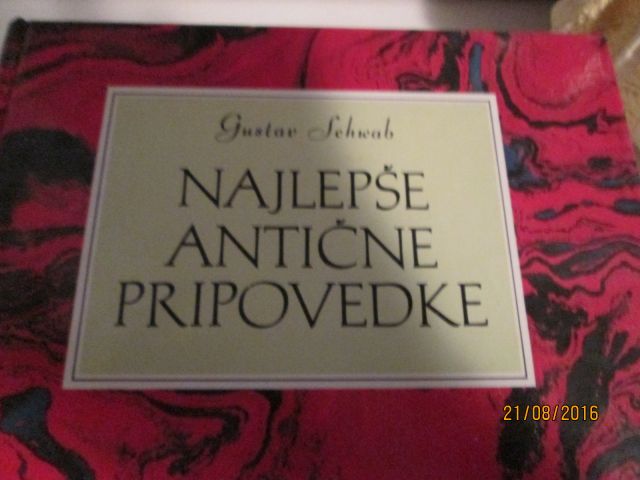 Gustav Schwab
NAJLEPŠE
ANTIČNE
PRIPOVEDKE
21/08/2016